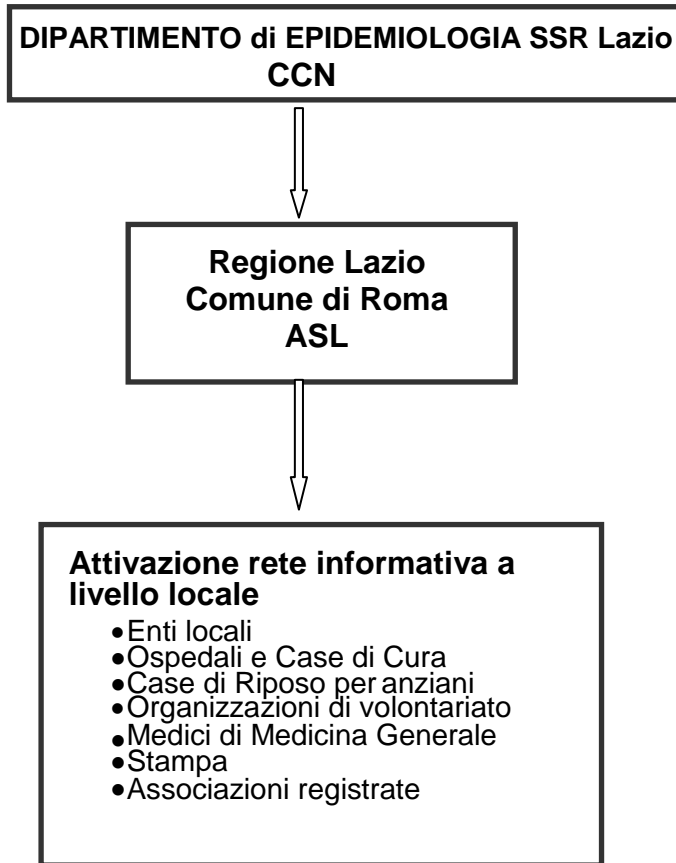 DIPARTIMENTO di EPIDEMIOLOGIA SSR Lazio
CCN
Regione Lazio
Comune di Roma
ASL
Attivazione rete informativa a
livello locale
•Enti locali
•Ospedali e Case di Cura
•Case di Riposo per anziani
•Organizzazioni di volontariato
•Medici di Medicina Generale
•Stampa
•Associazioni registrate